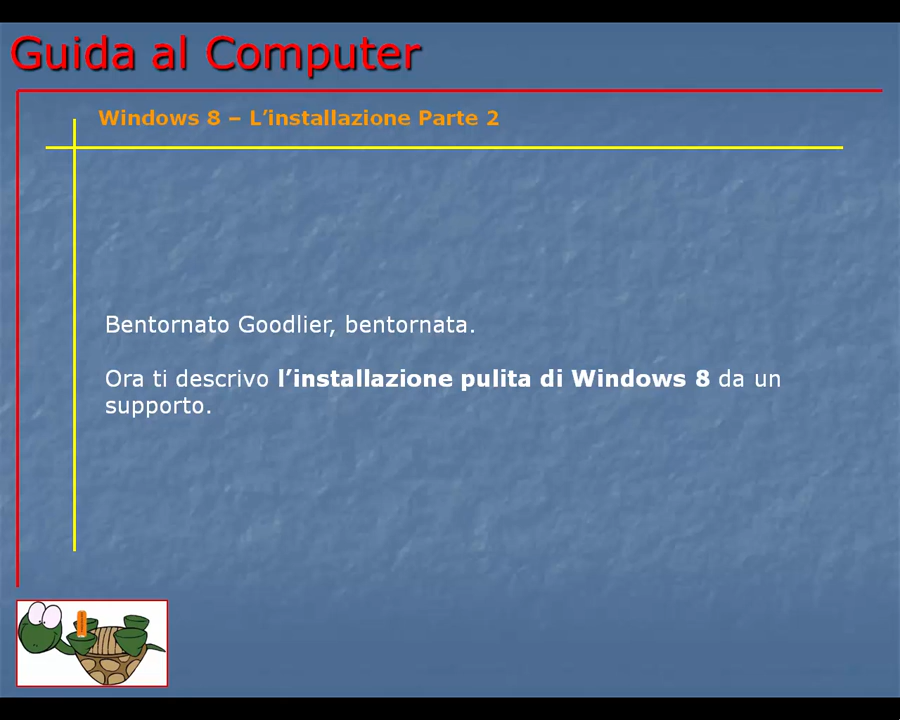 Guida al Computer
Windows 8 – L’installazione Parte 2
Bentornato Goodlier, bentornata.
Ora ti descrivo l’installazione pulita di Windows 8 da un
supporto.